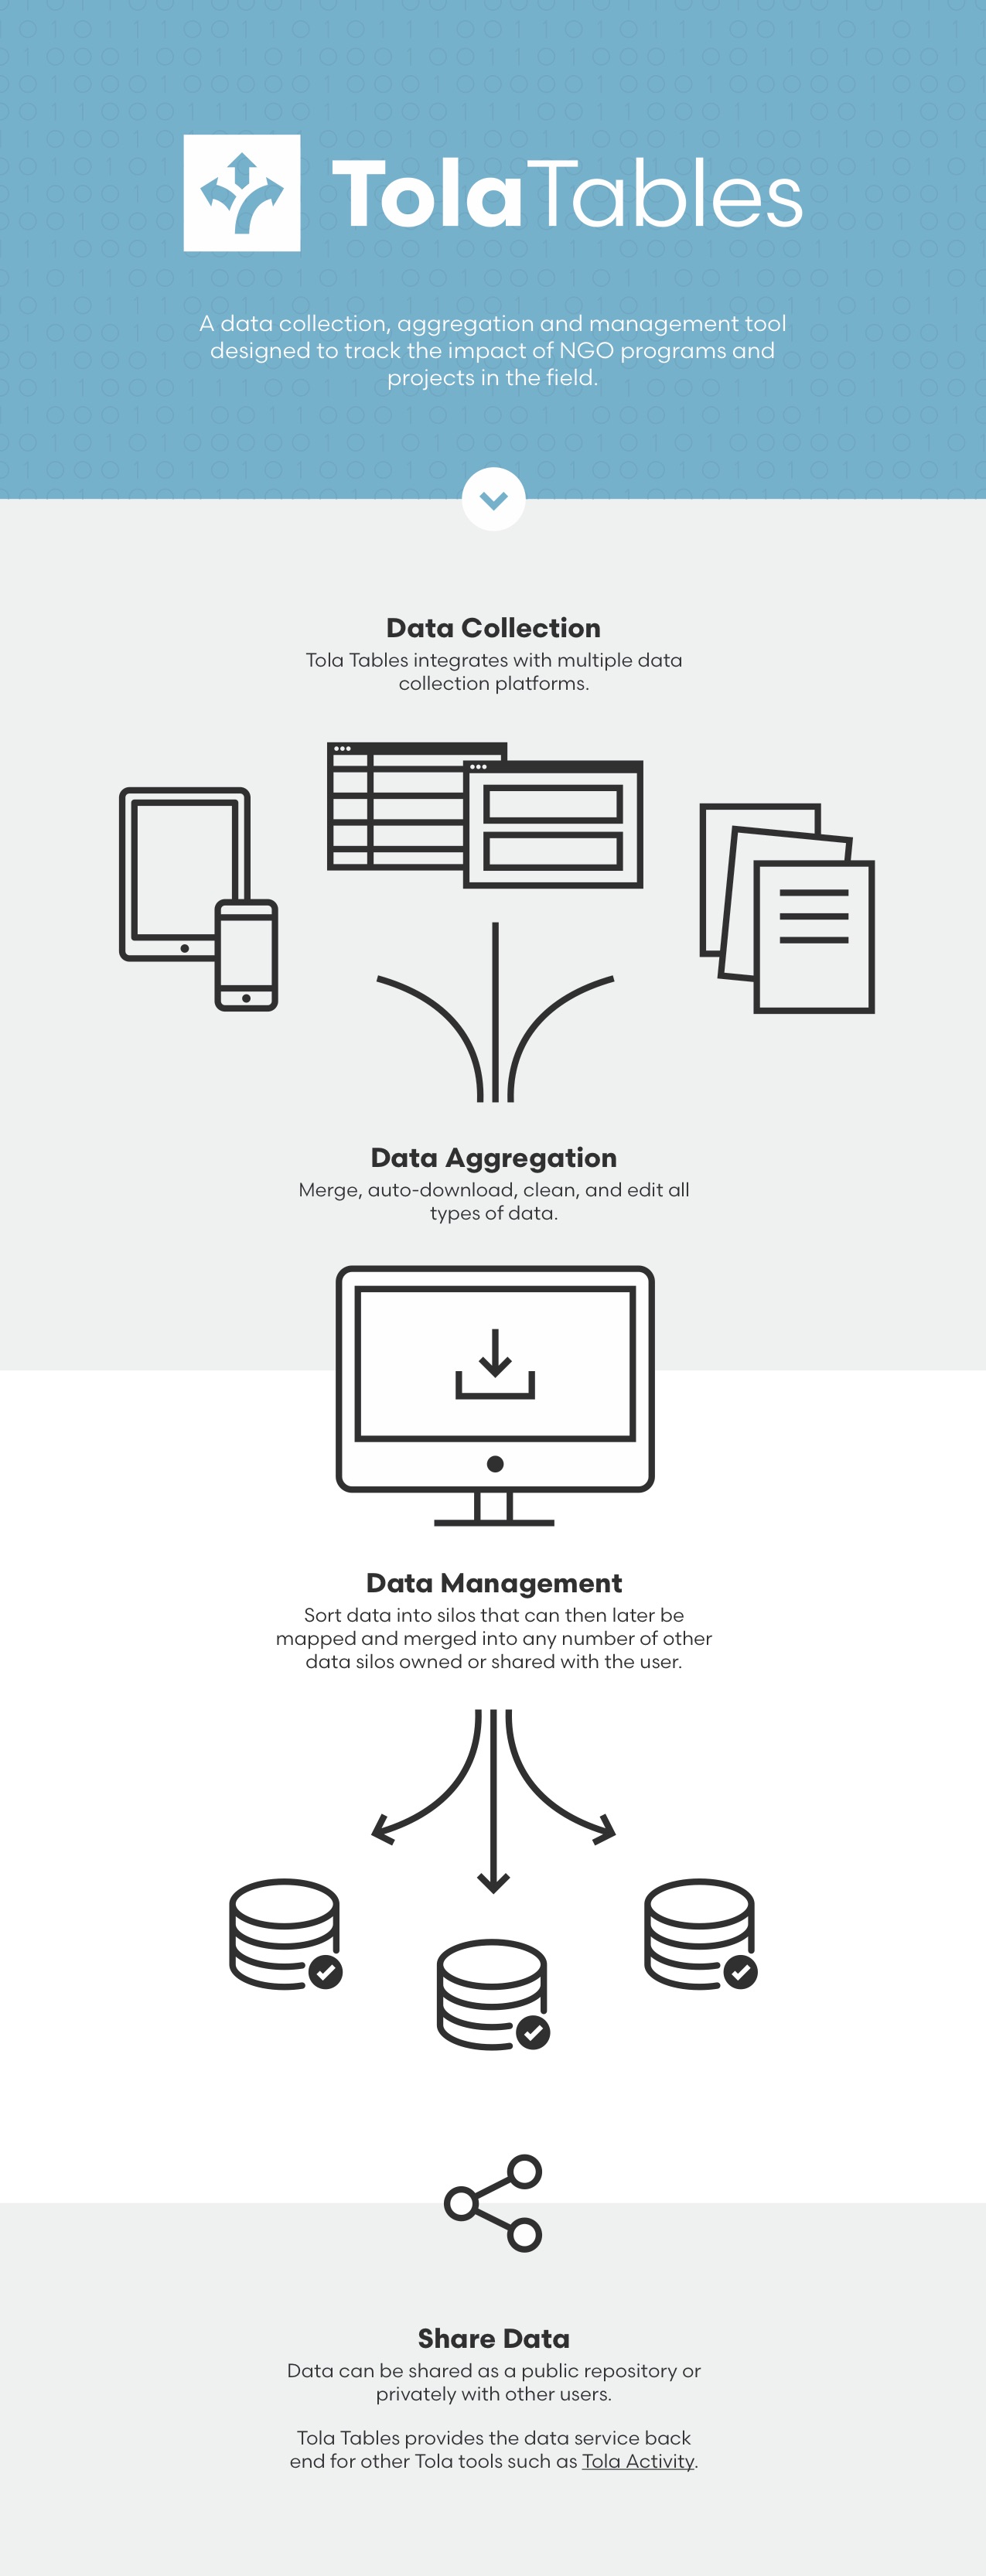 TolaTables
A data collection, aggregation and management tool
designed to track the impact of NGO programs and
projects in the field.
Data Collection
Tola Tables integrates with multiple data
collection platforms.
Data Aggregation
Merge, auto-download, clean, and edit all
types of data.
Data Management
Sort data into silos that can then later be
mapped and merged into any number of other
data silos owned or shared with the user.
Share Data
Data can be shared as a public repository or
privately with other users.
Tola Tables provides the data service back
end for other Tola tools such as Tola Activity.